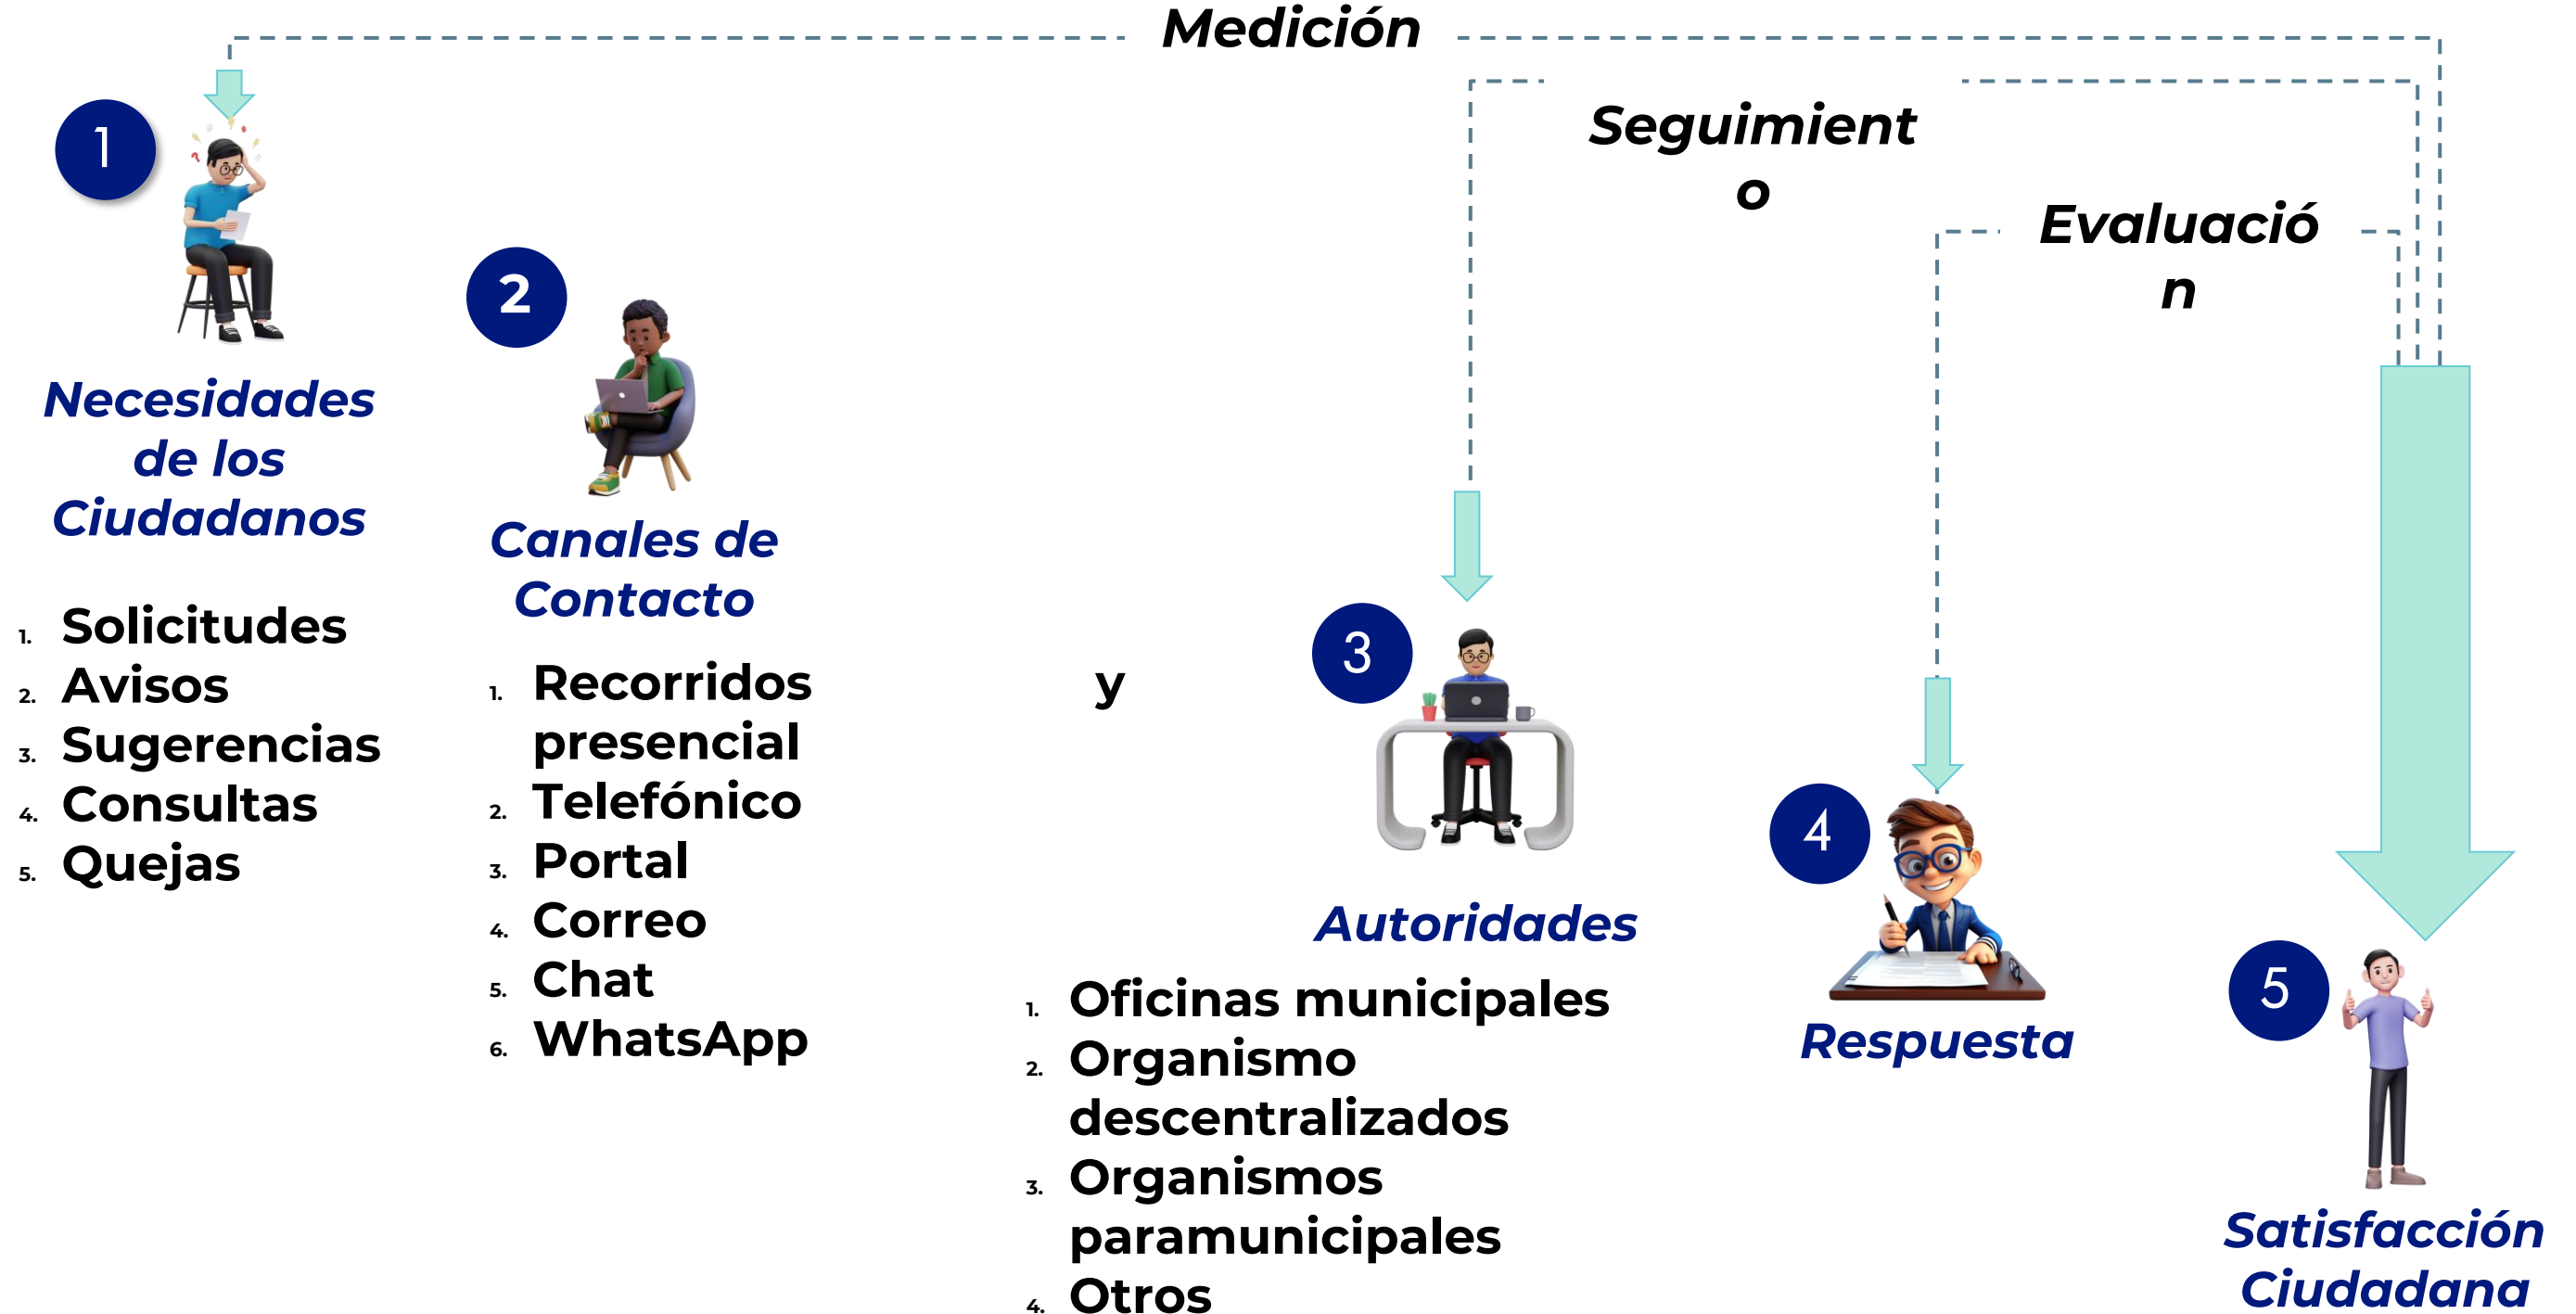 Medición
Seguimient
o
Evaluació
n
1
Necesidades
de los
Ciudadanos
1. Solicitudes
2. Avisos
3. Sugerencias
4. Consultas
5. Quejas
2
Canales de
Contacto
1. Recorridos y
presencial
2. Telefónico
3. Portal
4. Correo
5. Chat
6. WhatsApp
3
Autoridades
1. Oficinas municipales
2. Organismo
descentralizados
3. Organismos
paramunicipales
4. Otros
4
Respuesta
5
Satisfacción
Ciudadana